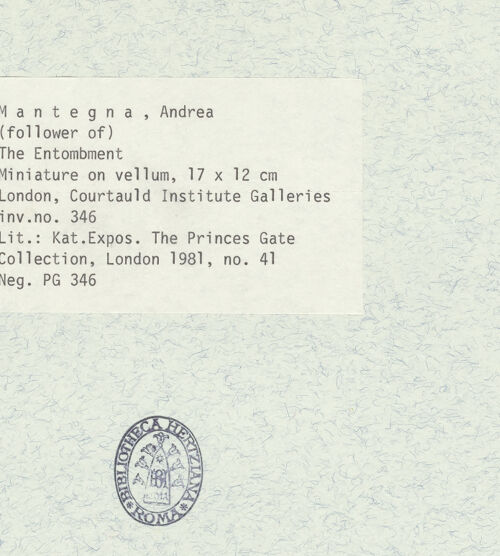 M a n t e g n a , Andrea
(follower of)
The Entombment
Miniature on vellum, 17 x 12 cm
London, Courtauld Institute Galleries
inv.no. 346
Lit.: Kat.Expos. The Princes Gate
Collection, London 1981, no. 41
Neg. PG 346
BIBLIOTHECA HERTZIANA
ROMA